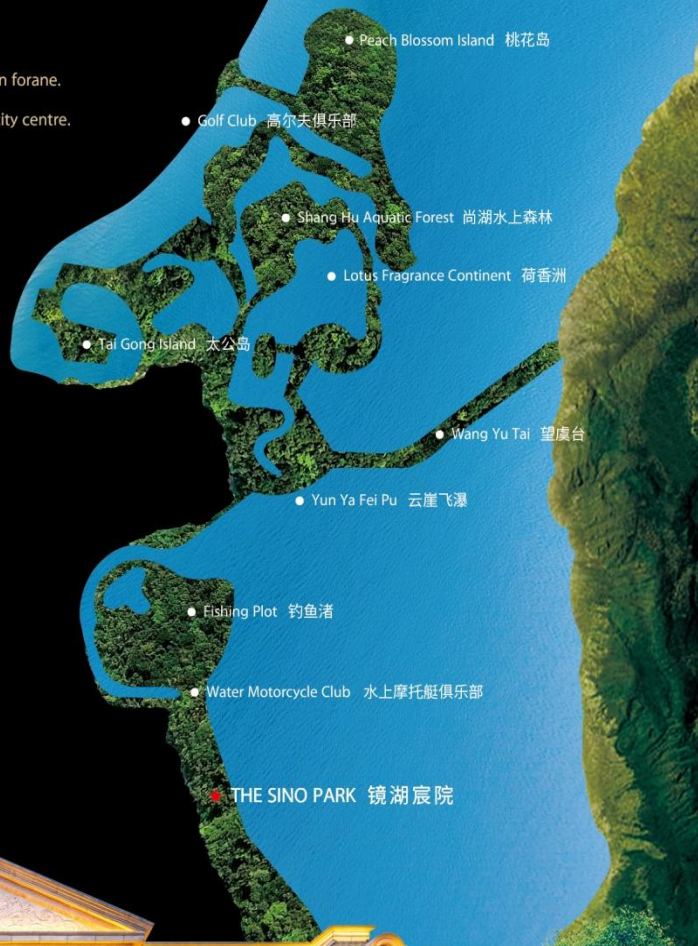 Peach Blossom Island 桃花岛
forane.
city centre.
Golf Club 高尔夫俱乐部
Shang Hu Aquatic Forest 尚湖水上森林
Lotus Fragrance Continent 荷香洲
Tai Gong Island 太公岛
Wang Yu Tai 望虞台
Yun Ya Fei Pu 云崖飞瀑
Fishing Plot 钓鱼渚
Water Motorcycle Club 水上摩托艇俱乐部
THE SINO PARK 镜湖宸院